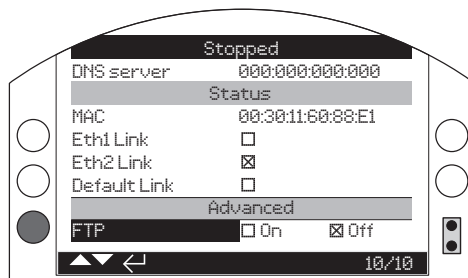 Stopped
DNS server 000:000:000:000
Status
MAC 00:30:11:60:88:E1
Eth1 Link ☐
Eth2 Link ☒
Default Link ☐
Advanced
FTP ☐ On ☒ Off
10/10